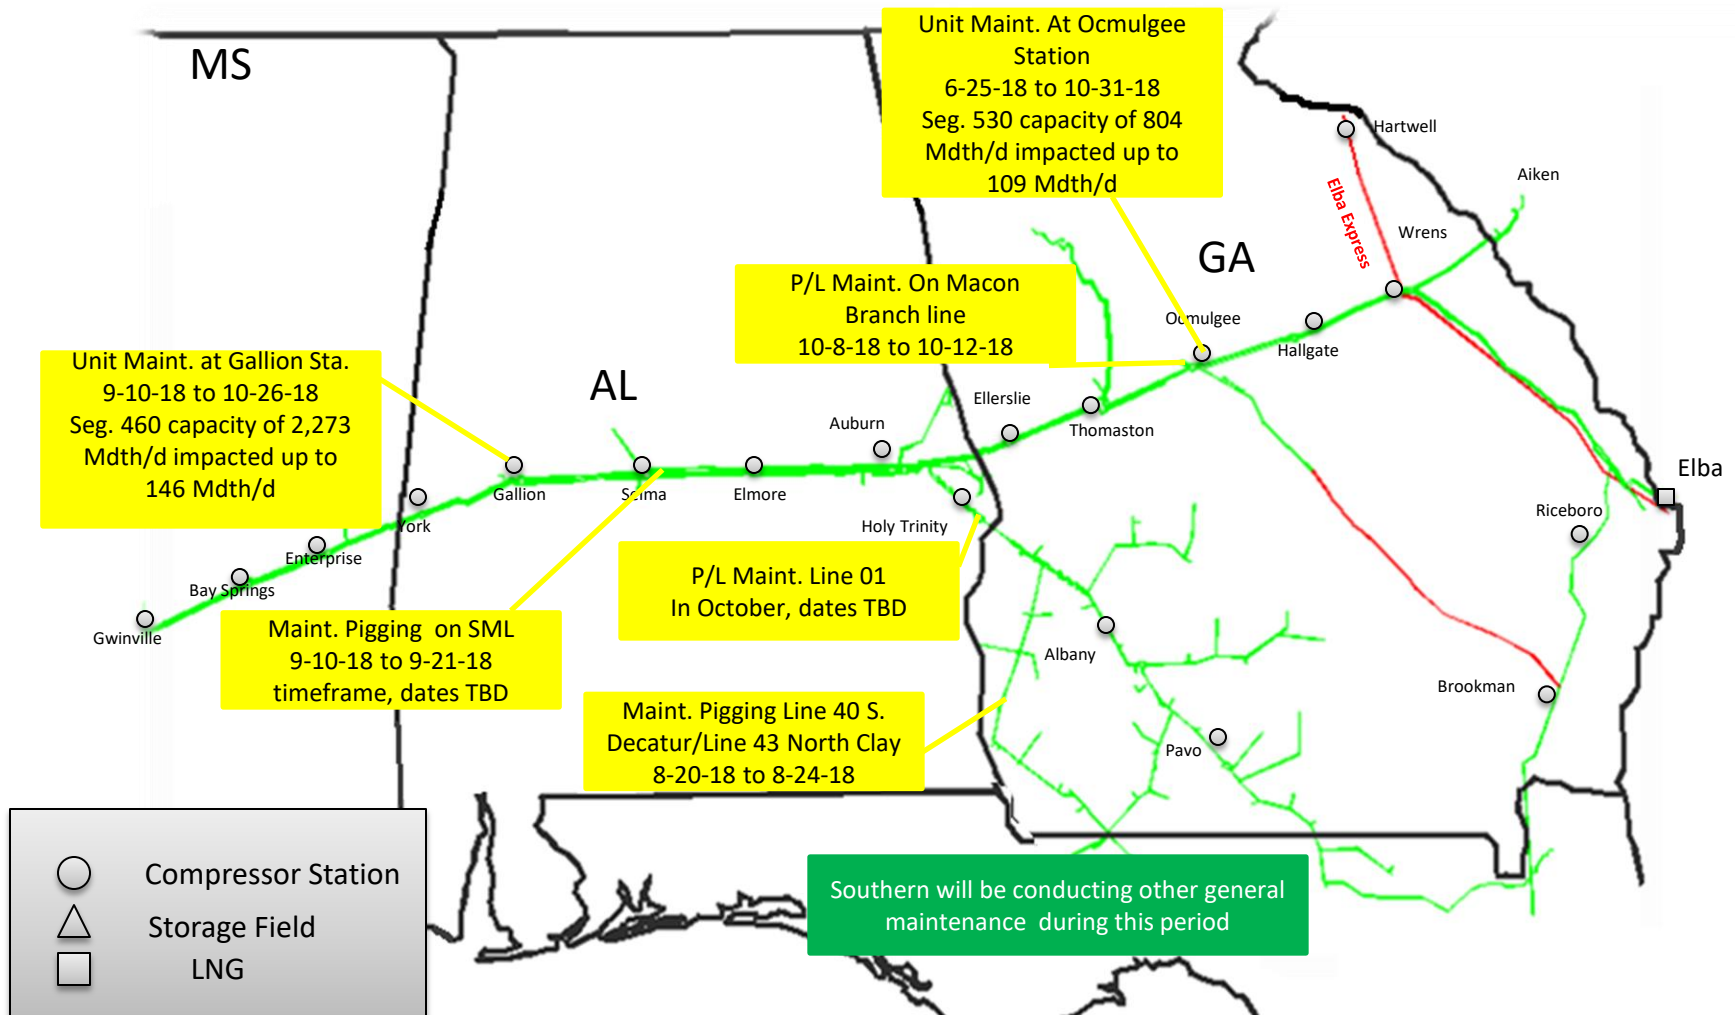 MS
Unit Maint. At Ocmulgee
Station
6-25-18 to 10-31-18
Seg. 530 capacity of 804
Mdth/d impacted up to
109 Mdth/d
Hartwell
Aiken
Elba Express
Wrens
GA
P/L Maint. On Macon
Branch line
10-8-18 to 10-12-18
Ocmulgee
Hallgate
Unit Maint. at Gallion Sta.
9-10-18 to 10-26-18
Seg. 460 capacity of 2,273
Mdth/d impacted up to
146 Mdth/d
AL
Auburn
Ellerslie
Thomaston
Elba
Gallion
Selma
Elmore
Holy Trinity
Riceboro
York
Enterprise
Bay Springs
Gwinville
P/L Maint. Line 01
In October, dates TBD
Maint. Pigging on SML
9-10-18 to 9-21-18
timeframe, dates TBD
Albany
Brookman
Pavo
Maint. Pigging Line 40 S.
Decatur/Line 43 North Clay
8-20-18 to 8-24-18
Compressor Station
Storage Field
LNG
Southern will be conducting other general
maintenance during this period